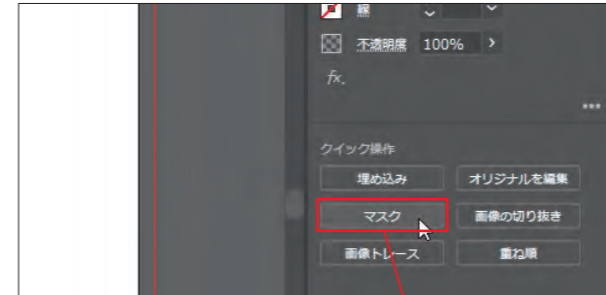 線
不透明度 100% >
fx.
クイック操作
埋め込み オリジナルを編集
マスク 画像の切り抜き
画像トレース 重ね順